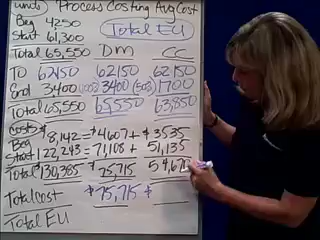 units Process Costing Avg Cost
Beg 4250
Start 61,300
Total EU
Total 65,550 DM CC
TO 62150 62150 62150
End 3400 (100%) 3400 (50%) 1700
Total 65,550 65,550 63,850
Costs
Beg $8,142 = $4607 + $3535
Start 122,243 = 71,108 + 51,135
Total 130,385 75,715 54,67
Total Cost $75,715 $
Total EU